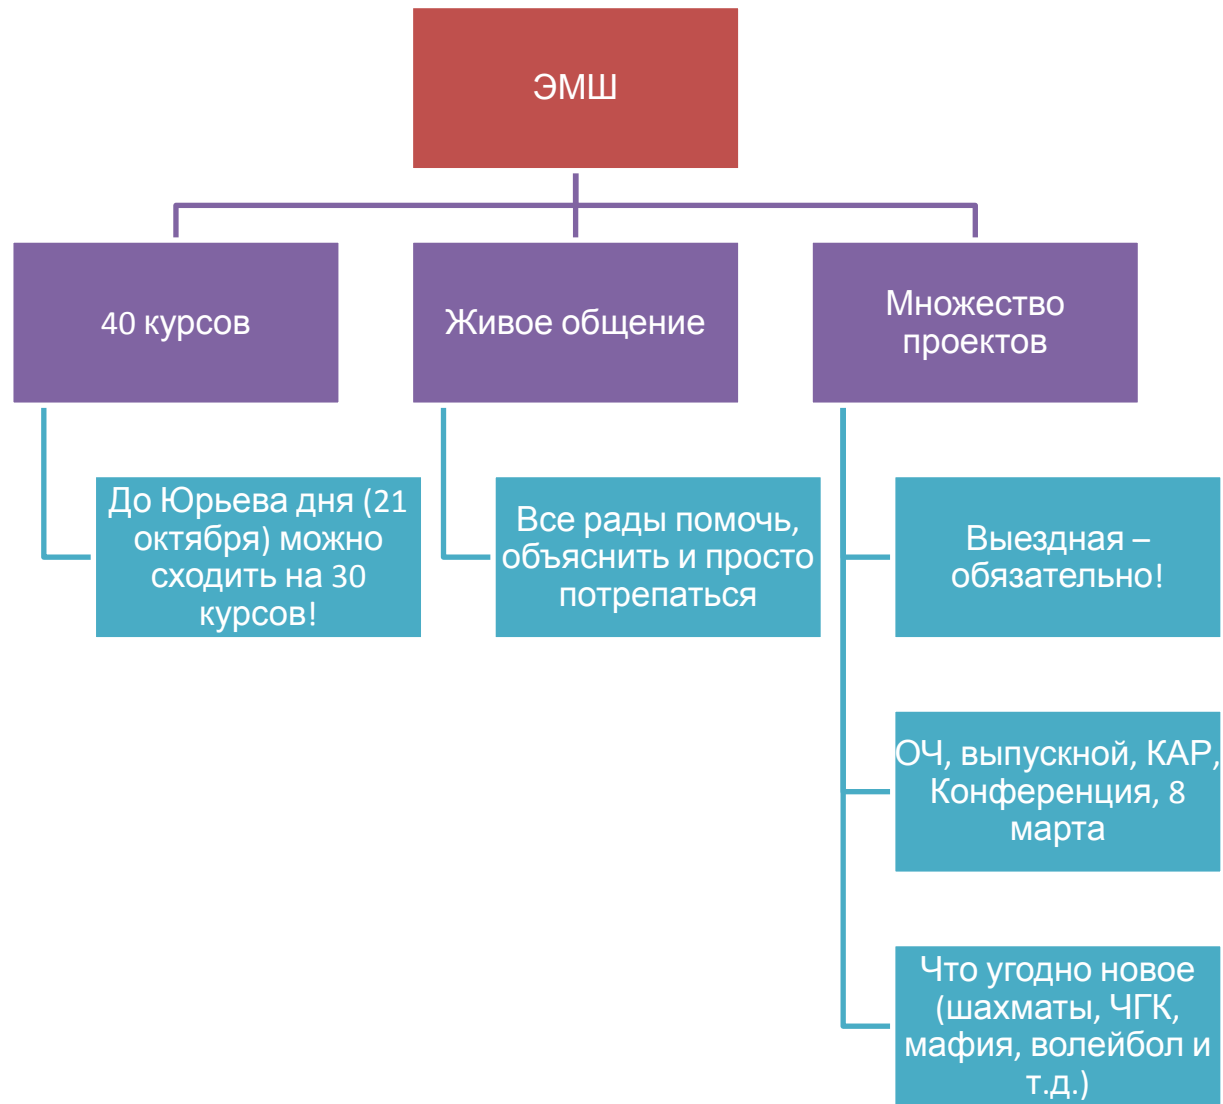 ЭМШ
40 курсов
Живое общение
Множество
проектов
До Юрьева дня (21
октября) можно
сходить на 30
курсов!
Все рады помочь,
объяснить и просто
потрепаться
Выездная –
обязательно!
ОЧ, выпускной, КАР,
Конференция, 8
марта
Что угодно новое
(шахматы, ЧГК,
мафия, волейбол и
т.д.)